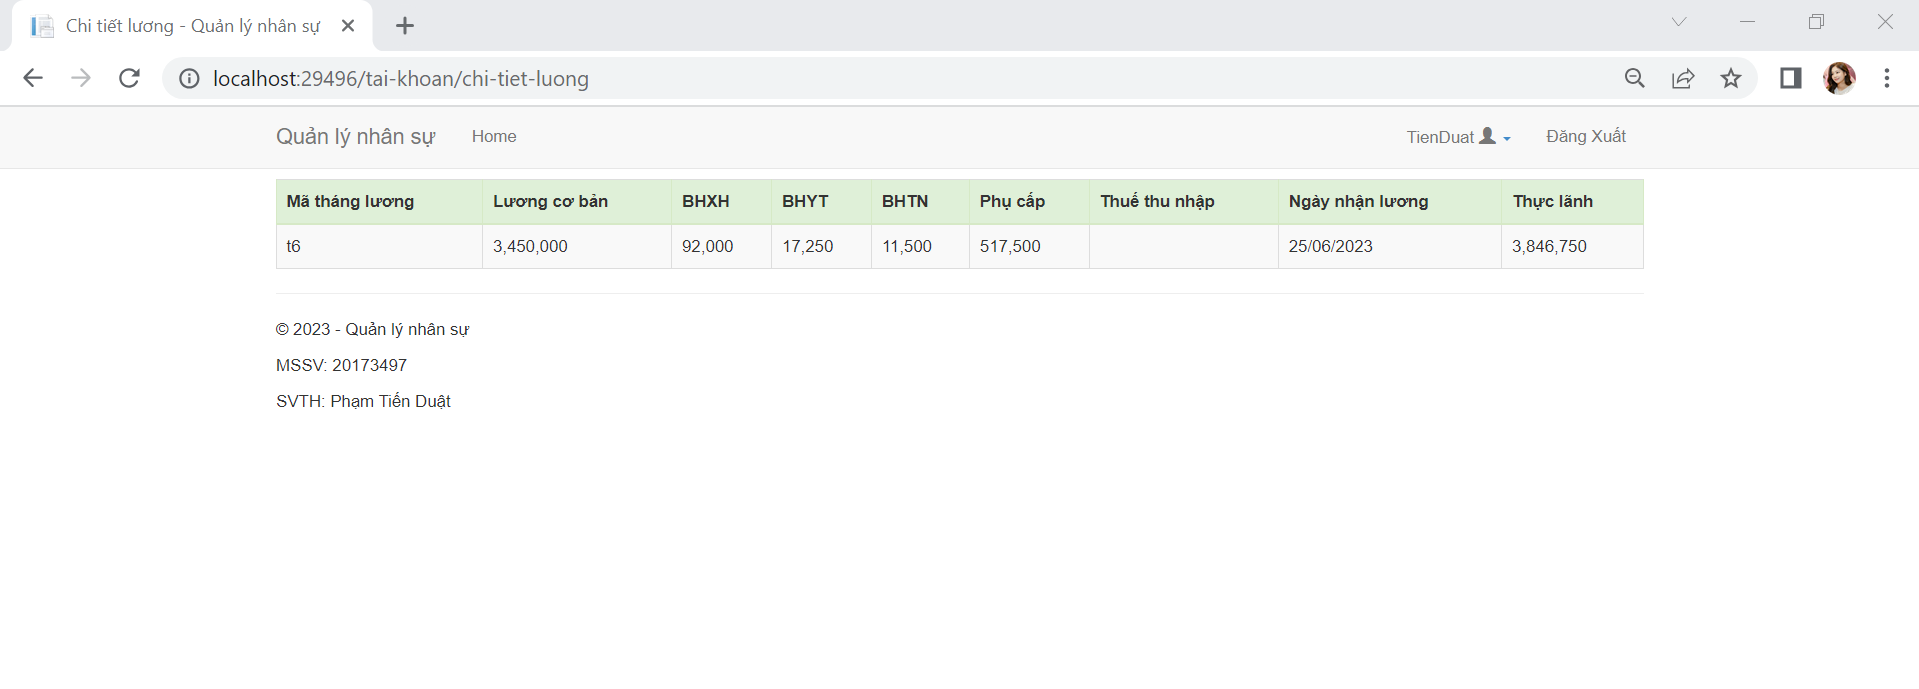 Chi tiết lương - Quản lý nhân sự
localhost:29496/tai-khoan/chi-tiet-luong
Quản lý nhân sự Home TienDuat Đăng Xuất
Mã tháng lương Lương cơ bản BHXH BHYT BHTN Phụ cấp Thuế thu nhập Ngày nhận lương Thực lãnh
t6 3,450,000 92,000 17,250 11,500 517,500 25/06/2023 3,846,750
© 2023 - Quản lý nhân sự
MSSV: 20173497
SVTH: Phạm Tiến Duật